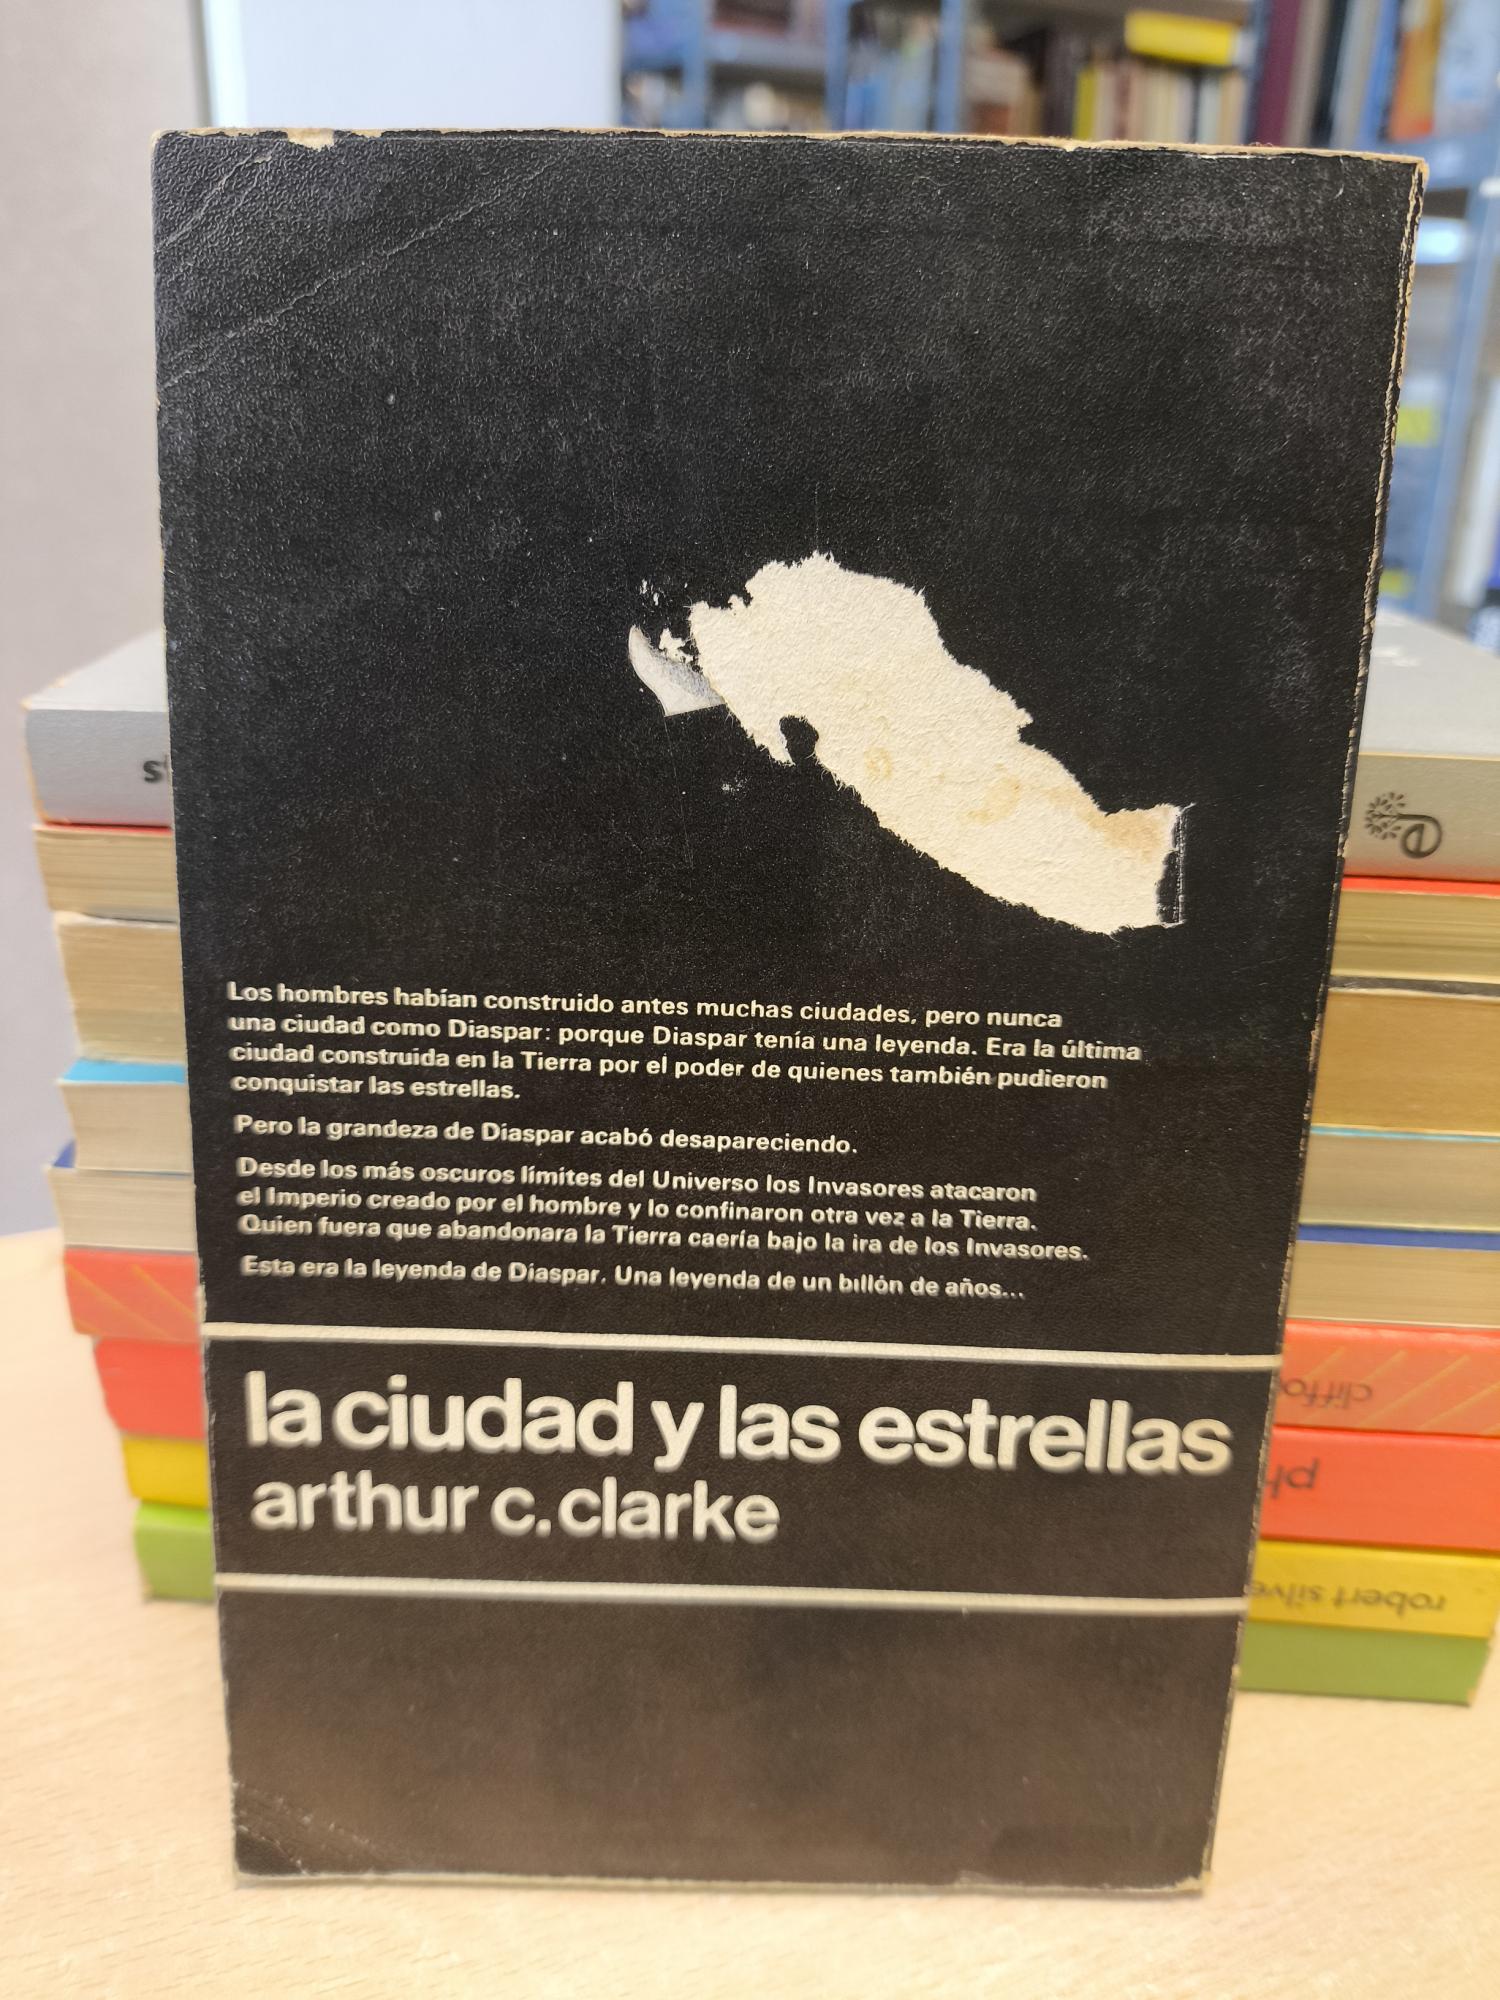 Los hombres habían construido antes muchas ciudades, pero nunca
una ciudad como Diaspar: porque Diaspar tenía una leyenda. Era la última
ciudad construida en la Tierra por el poder de quienes también pudieron
conquistar las estrellas.
Pero la grandeza de Diaspar acabó desapareciendo.
Desde los más oscuros límites del Universo los Invasores atacaron
el Imperio creado por el hombre y lo confinaron otra vez a la Tierra.
Quien fuera que abandonara la Tierra caería bajo la ira de los Invasores.
Esta era la leyenda de Diaspar. Una leyenda de un billón de años...
la ciudad y las estrellas
arthur c. clarke
e
robert silve